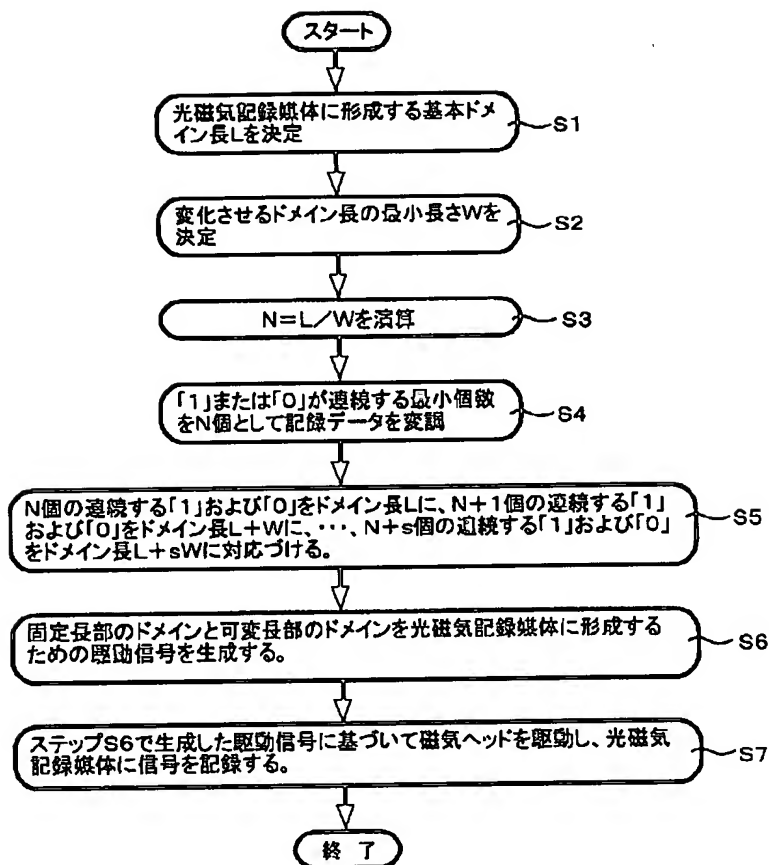 スタート
光磁気記録媒体に形成する基本ドメ
イン長Lを決定
S1
変化させるドメイン長の最小長さWを
決定
S2
N=L/Wを演算
S3
「1」または「0」が連続する最小個数
をN個として記録データを変調
S4
N個の連続する「1」および「0」をドメイン長Lに、N+1個の連続する「1」
および「0」をドメイン長L+Wに、・・・、N+s個の連続する「1」および「0」
をドメイン長L+sWに対応づける。
S5
固定長部のドメインと可変長部のドメインを光磁気記録媒体に形成する
ための駆動信号を生成する。
S6
ステップS6で生成した駆動信号に基づいて磁気ヘッドを駆動し、光磁気
記録媒体に信号を記録する。
S7
終 了